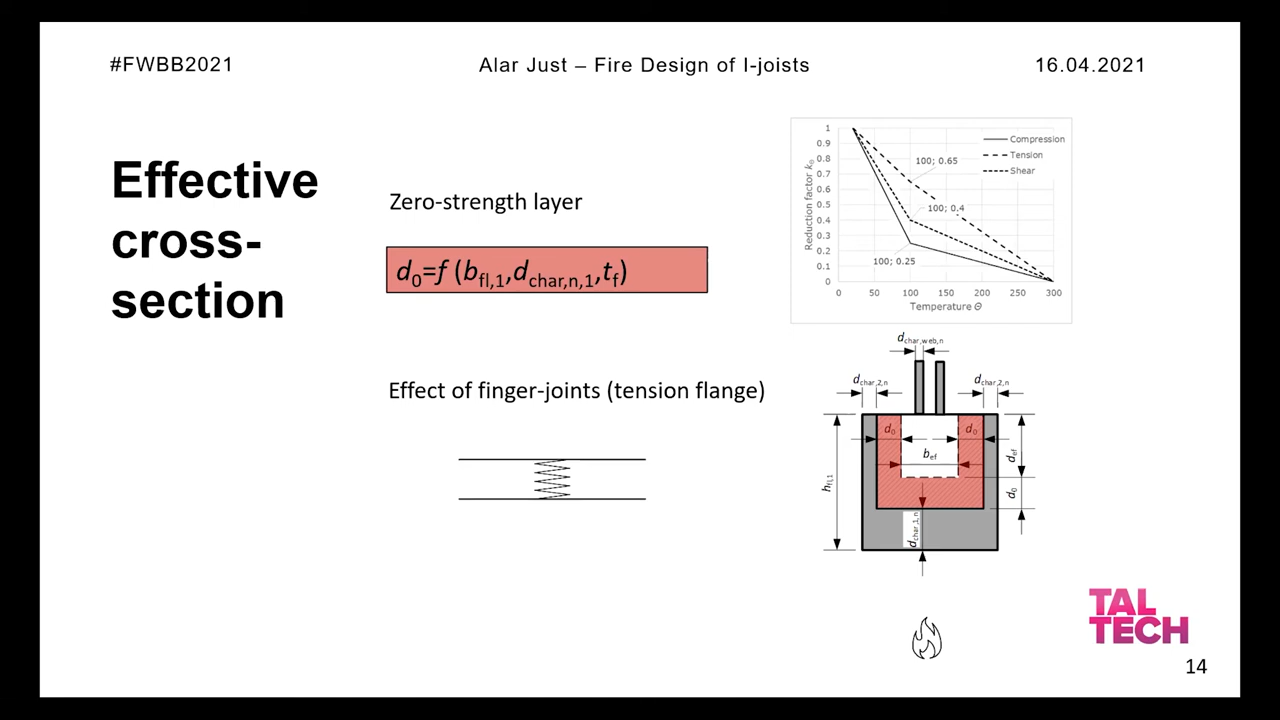 #FWBB2021
Alar Just – Fire Design of I-joists
16.04.2021
Effective
cross-
section
Zero-strength layer
d0=f (bfl,1,dchar,n,1,tf)
Effect of finger-joints (tension flange)
Reduction factor kΘ
1
0.9
0.8
0.7
0.6
0.5
0.4
0.3
0.2
0.1
0
0 50 100 150 200 250 300
Temperature Θ
Compression
Tension
Shear
100; 0.65
100; 0.4
100; 0.25
dchar,web,n
dchar,2,n
dchar,2,n
d0
d0
bef
def
d0
hfl,1
dchar,1,n
TAL
TECH
14